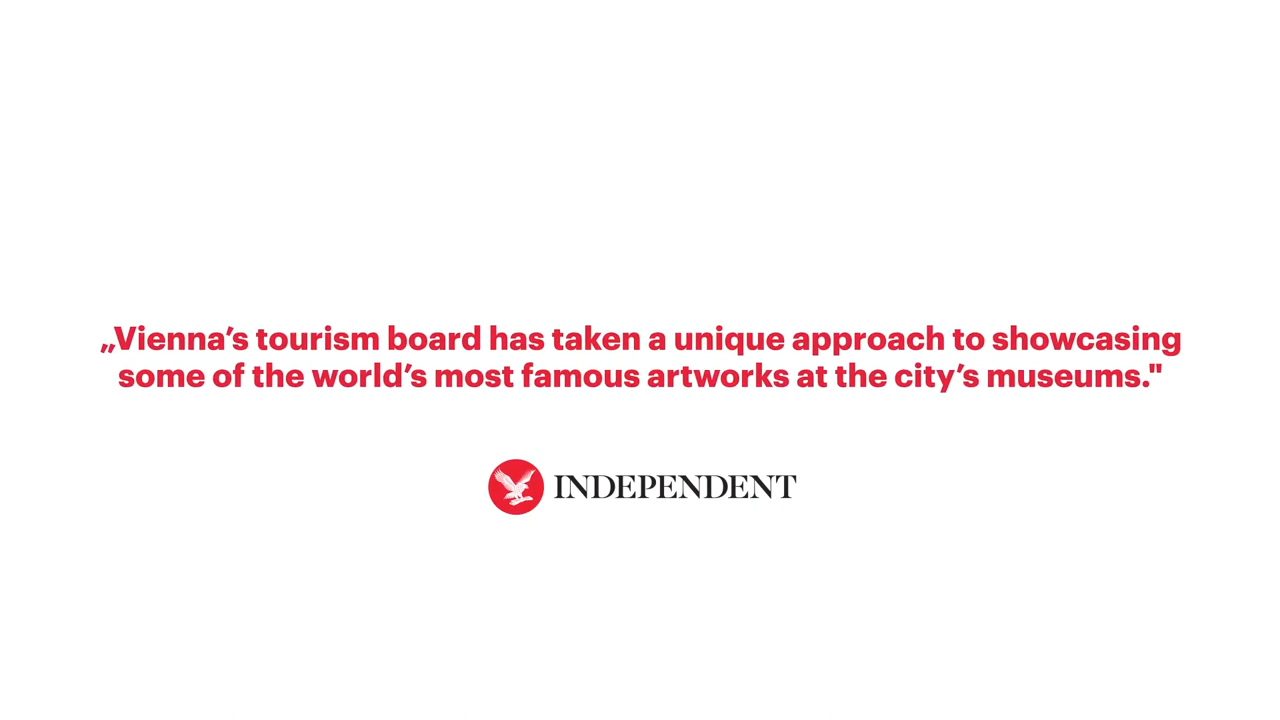 „Vienna’s tourism board has taken a unique approach to showcasing
some of the world’s most famous artworks at the city’s museums."
INDEPENDENT